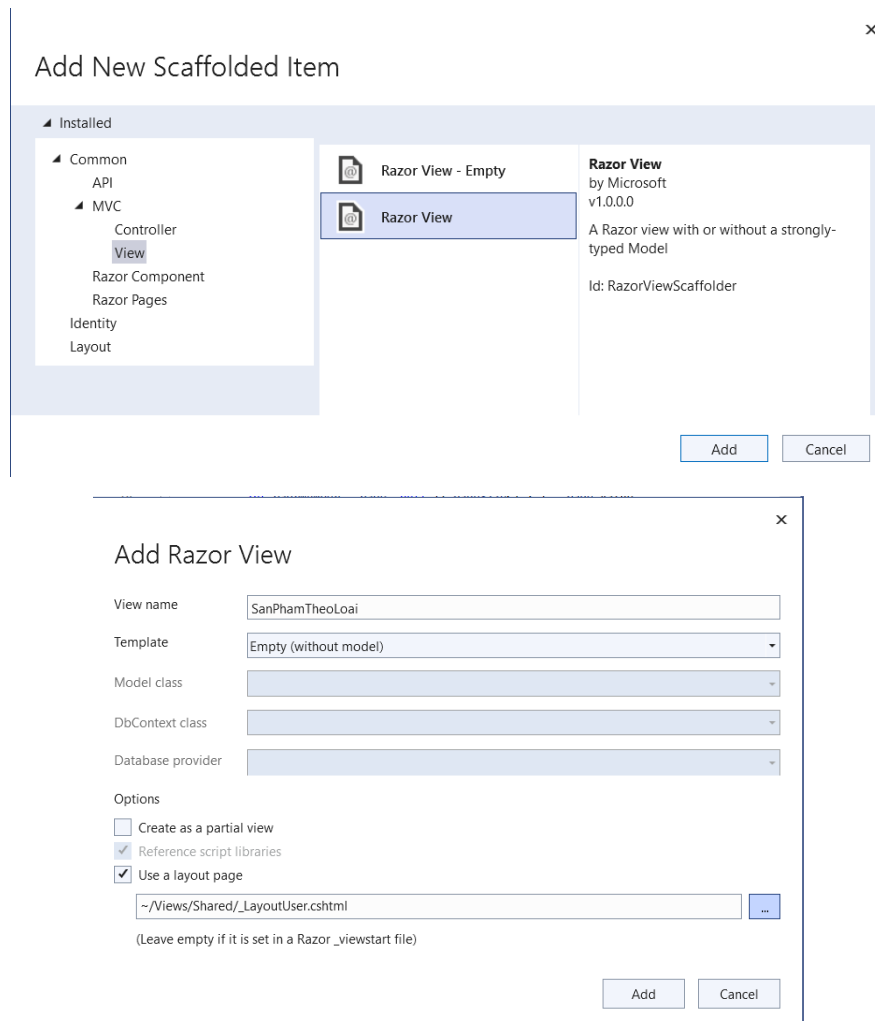 Add New Scaffolded Item
Installed
Common
API
MVC
Controller
View
Razor Component
Razor Pages
Identity
Layout
Razor View - Empty
Razor View
Razor View
by Microsoft
v1.0.0.0
A Razor view with or without a strongly-
typed Model
Id: RazorViewScaffolder
Add
Cancel
Add Razor View
View name
SanPhamTheoLoai
Template
Empty (without model)
Model class
DbContext class
Database provider
Options
Create as a partial view
Reference script libraries
Use a layout page
~/Views/Shared/_LayoutUser.cshtml
...
(Leave empty if it is set in a Razor _viewstart file)
Add
Cancel